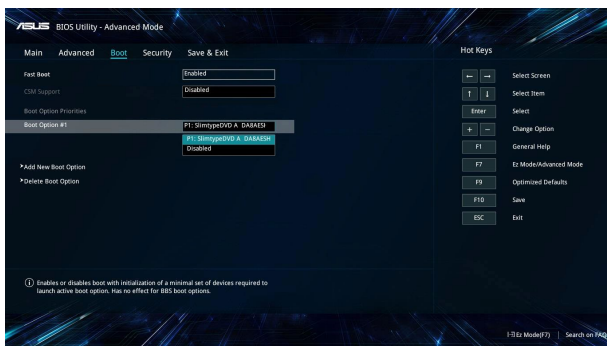 ASUS BIOS Utility - Advanced Mode
Main Advanced Boot Security Save & Exit
Hot Keys
Fast Boot Enabled
CSM Support Disabled
Boot Option Priorities
Boot Option #1 P1: SlimtypeDVD A DA8AESI
P1: SlimtypeDVD A DA8AESH
Disabled
Add New Boot Option
Delete Boot Option
← → Select Screen
↑ ↓ Select Item
Enter Select
+ − Change Option
F1 General Help
F7 Ez Mode/Advanced Mode
F9 Optimized Defaults
F10 Save
ESC Exit
Enables or disables boot with initialization of a minimal set of devices required to
launch active boot option. Has no effect for BBS boot options.
Ez Mode(F7) | Search on FAQ